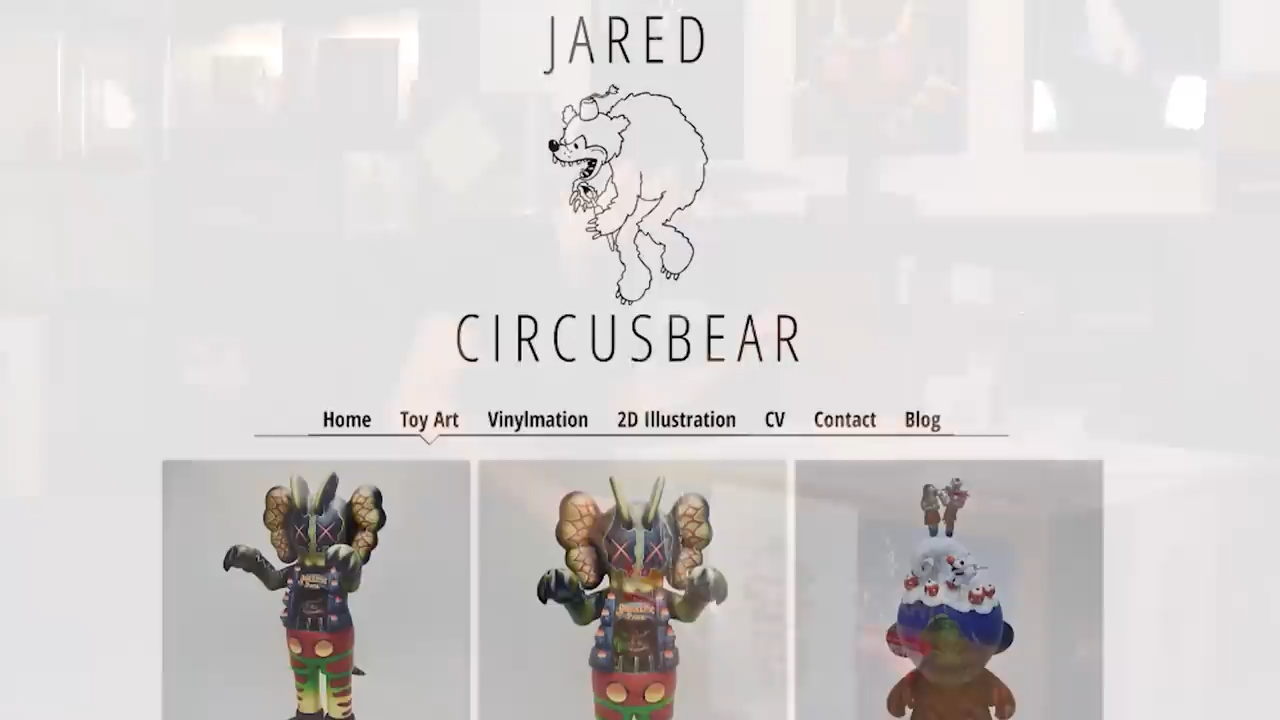 JARED
CIRCUSBEAR
Home Toy Art Vinylmation 2D Illustration CV Contact Blog